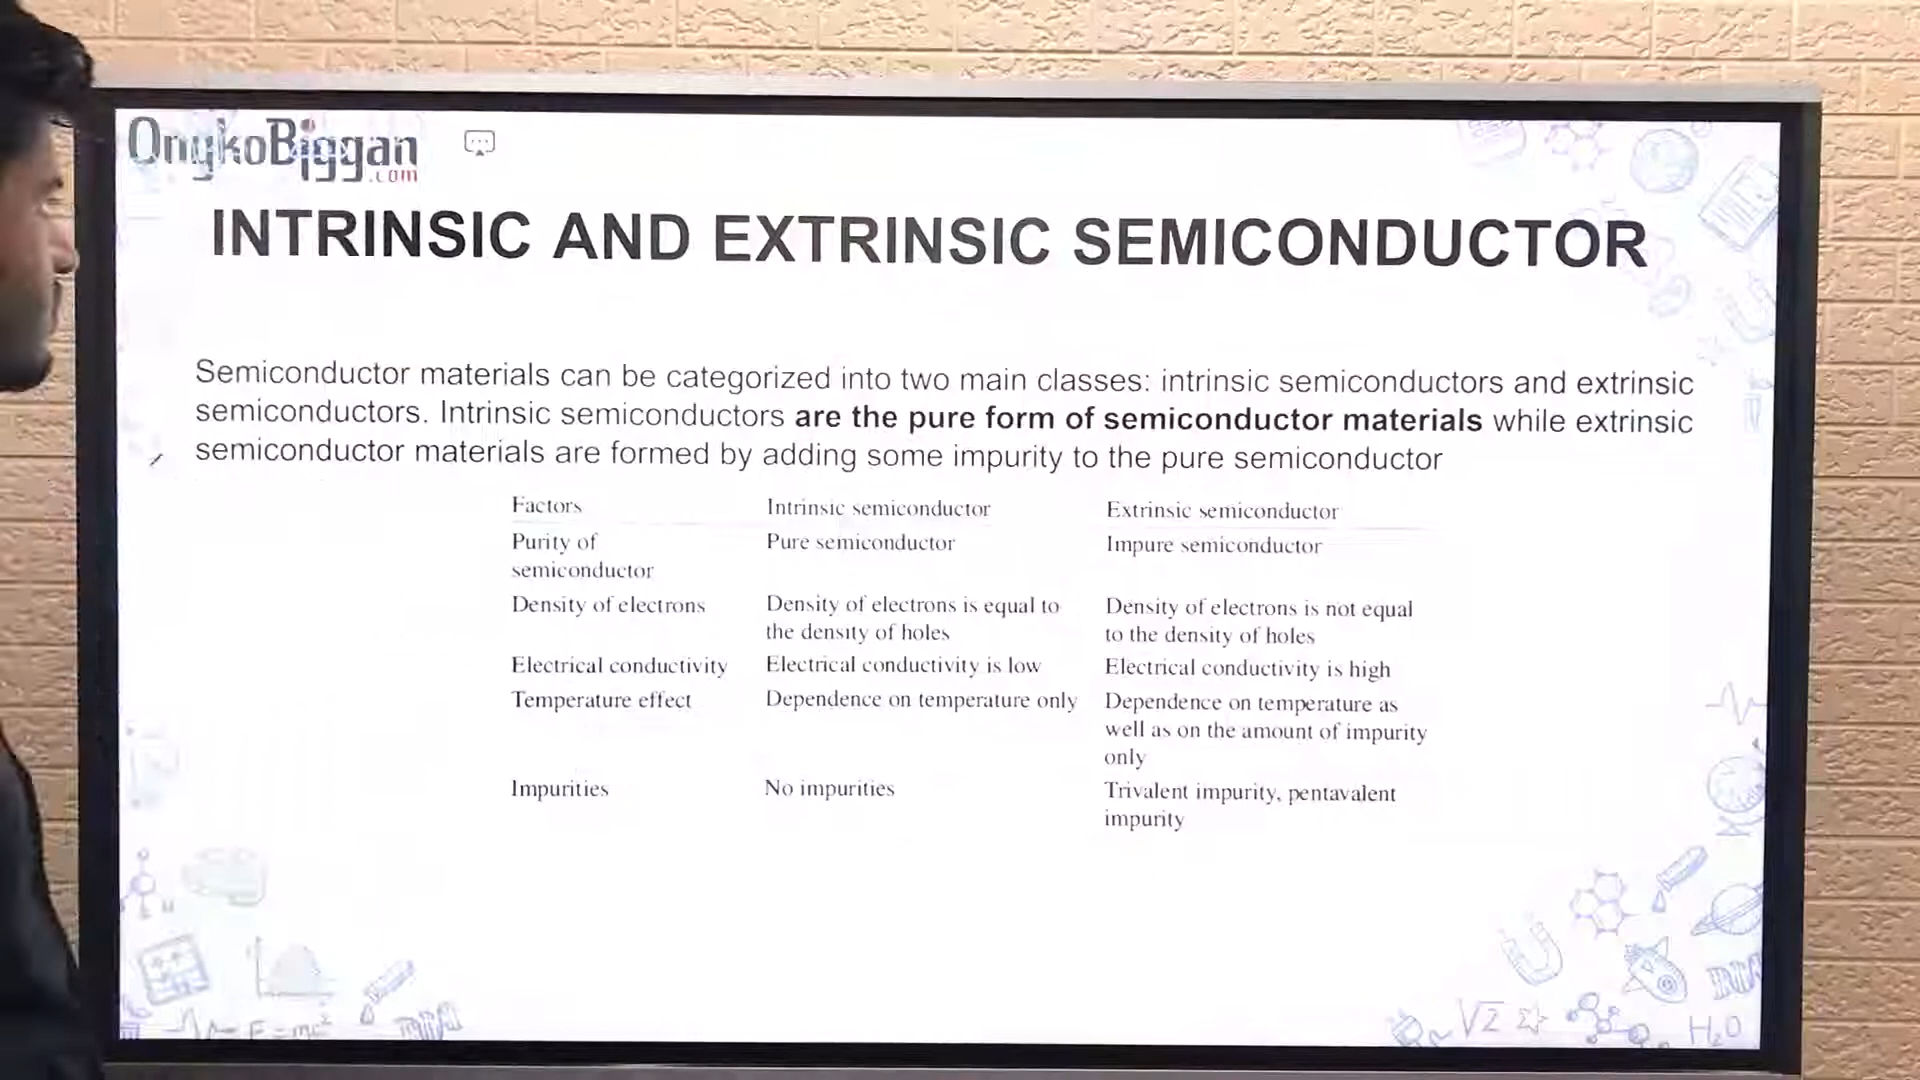 OnykoBiggan
.com
INTRINSIC AND EXTRINSIC SEMICONDUCTOR
Semiconductor materials can be categorized into two main classes: intrinsic semiconductors and extrinsic
semiconductors. Intrinsic semiconductors are the pure form of semiconductor materials while extrinsic
semiconductor materials are formed by adding some impurity to the pure semiconductor
Factors Intrinsic semiconductor Extrinsic semiconductor
Purity of semiconductor Pure semiconductor Impure semiconductor
Density of electrons Density of electrons is equal to the density of holes Density of electrons is not equal to the density of holes
Electrical conductivity Electrical conductivity is low Electrical conductivity is high
Temperature effect Dependence on temperature only Dependence on temperature as well as on the amount of impurity only
Impurities No impurities Trivalent impurity, pentavalent impurity
E=mc²
√2
H₂O